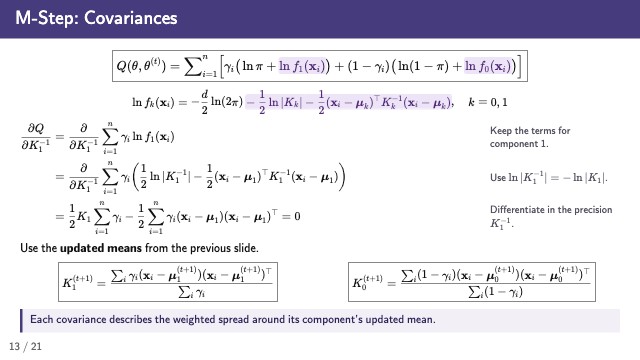 M-Step: Covariances
Q(θ, θ^(t)) = ∑_{i=1}^{n} [γ_i (ln π + ln f_1(x_i)) + (1 − γ_i)(ln(1 − π) + ln f_0(x_i))]
ln f_k(x_i) = −d/2 ln(2π) − 1/2 ln|K_k| − 1/2 (x_i − μ_k)^⊤ K_k^{−1}(x_i − μ_k), k = 0, 1
∂Q/∂K_1^{−1} = ∂/∂K_1^{−1} ∑_{i=1}^{n} γ_i ln f_1(x_i)
Keep the terms for
component 1.
= ∂/∂K_1^{−1} ∑_{i=1}^{n} γ_i (1/2 ln|K_1^{−1}| − 1/2 (x_i − μ_1)^⊤ K_1^{−1}(x_i − μ_1))
Use ln |K_1^{−1}| = − ln |K_1|.
= 1/2 K_1 ∑_{i=1}^{n} γ_i − 1/2 ∑_{i=1}^{n} γ_i(x_i − μ_1)(x_i − μ_1)^⊤ = 0
Differentiate in the precision
K_1^{−1}.
Use the updated means from the previous slide.
K_1^{(t+1)} = ∑_i γ_i(x_i − μ_1^{(t+1)})(x_i − μ_1^{(t+1)})^⊤ / ∑_i γ_i
K_0^{(t+1)} = ∑_i(1 − γ_i)(x_i − μ_0^{(t+1)})(x_i − μ_0^{(t+1)})^⊤ / ∑_i(1 − γ_i)
Each covariance describes the weighted spread around its component's updated mean.
13 / 21